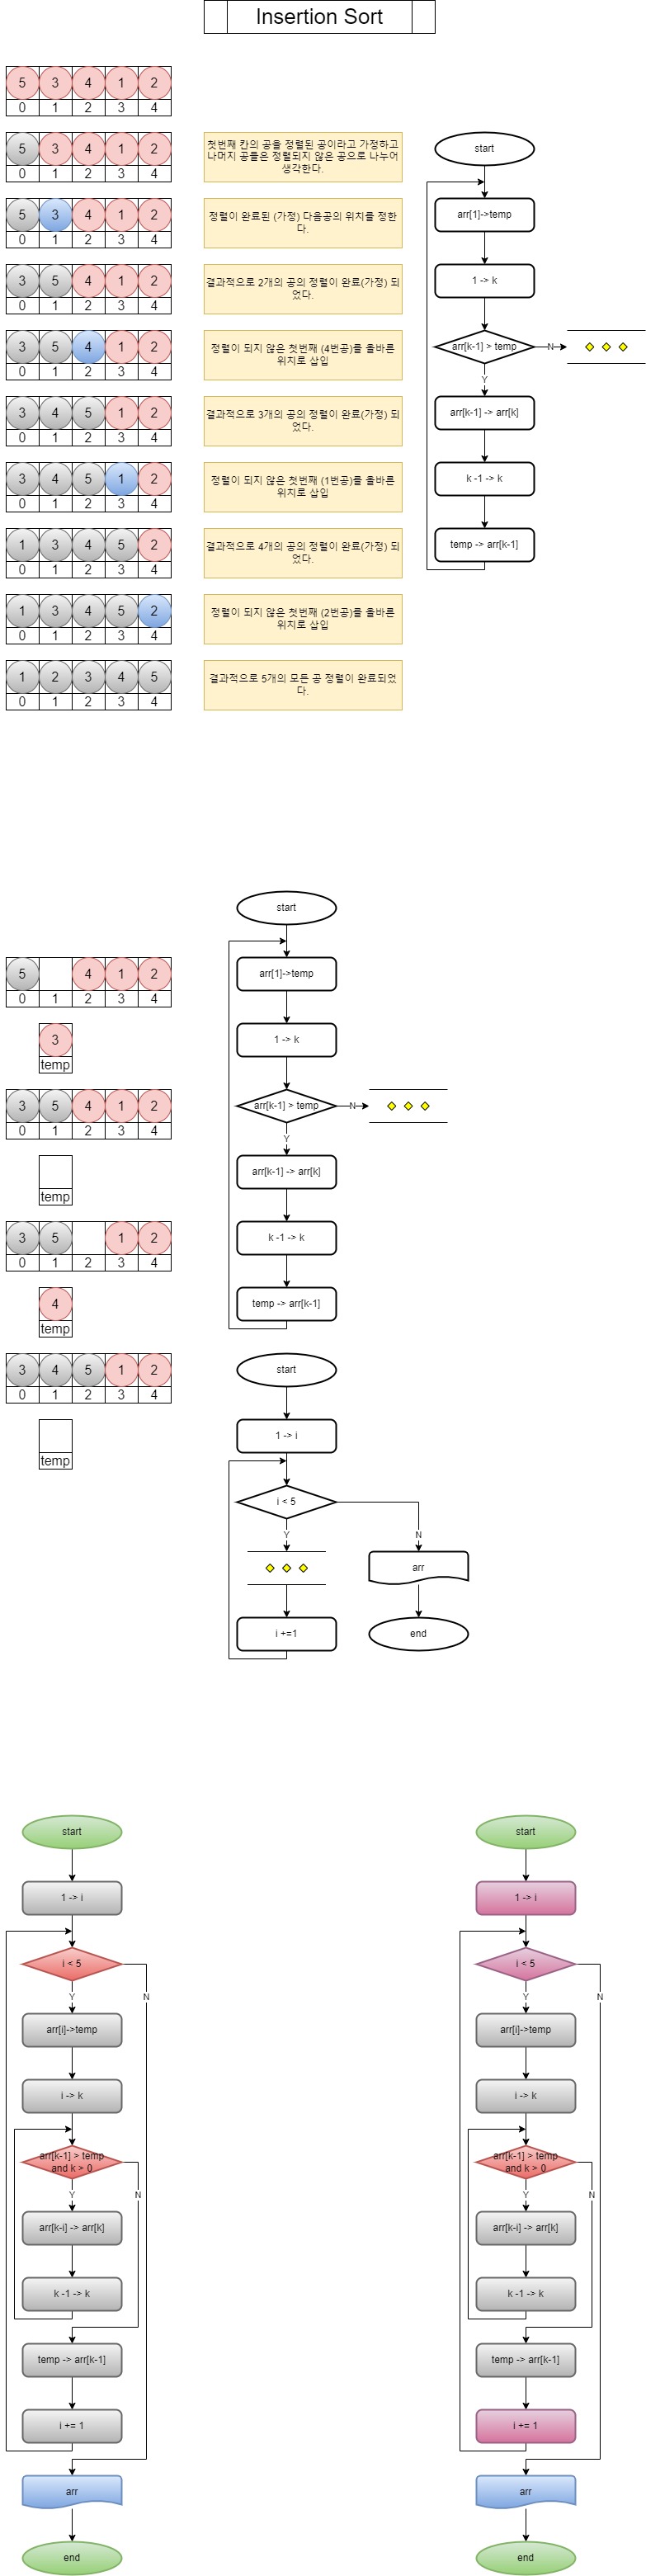 Insertion Sort
5 3 4 1 2
0 1 2 3 4
5 3 4 1 2
0 1 2 3 4
첫번째 칸의 공을 정렬된 공이라고 가정하고
나머지 공들은 정렬되지 않은 공으로 나누어
생각한다.
5 3 4 1 2
0 1 2 3 4
정렬이 완료된 (가정) 다음공의 위치를 정한
다.
3 5 4 1 2
0 1 2 3 4
결과적으로 2개의 공의 정렬이 완료(가정) 되
었다.
3 5 4 1 2
0 1 2 3 4
정렬이 되지 않은 첫번째 (4번공)를 올바른
위치로 삽입
3 4 5 1 2
0 1 2 3 4
결과적으로 3개의 공의 정렬이 완료(가정) 되
었다.
3 4 5 1 2
0 1 2 3 4
정렬이 되지 않은 첫번째 (1번공)를 올바른
위치로 삽입
1 3 4 5 2
0 1 2 3 4
결과적으로 4개의 공의 정렬이 완료(가정) 되
었다.
1 3 4 5 2
0 1 2 3 4
정렬이 되지 않은 첫번째 (2번공)를 올바른
위치로 삽입
1 2 3 4 5
0 1 2 3 4
결과적으로 5개의 모든 공 정렬이 완료되었
다.
start
arr[1]->temp
1 -> k
arr[k-1] > temp
N
Y
arr[k-1] -> arr[k]
k -1 -> k
temp -> arr[k-1]
5 4 1 2
0 1 2 3 4
3
temp
3 5 4 1 2
0 1 2 3 4
temp
3 5 1 2
0 1 2 3 4
4
temp
3 4 5 1 2
0 1 2 3 4
temp
start
arr[1]->temp
1 -> k
arr[k-1] > temp
N
Y
arr[k-1] -> arr[k]
k -1 -> k
temp -> arr[k-1]
start
1 -> i
i < 5
Y
N
i +=1
arr
end
start
1 -> i
i < 5
Y
N
arr[i]->temp
i -> k
arr[k-1] > temp
and k > 0
Y
N
arr[k-i] -> arr[k]
k -1 -> k
temp -> arr[k-1]
i += 1
arr
end
start
1 -> i
i < 5
Y
N
arr[i]->temp
i -> k
arr[k-1] > temp
and k > 0
Y
N
arr[k-i] -> arr[k]
k -1 -> k
temp -> arr[k-1]
i += 1
arr
end